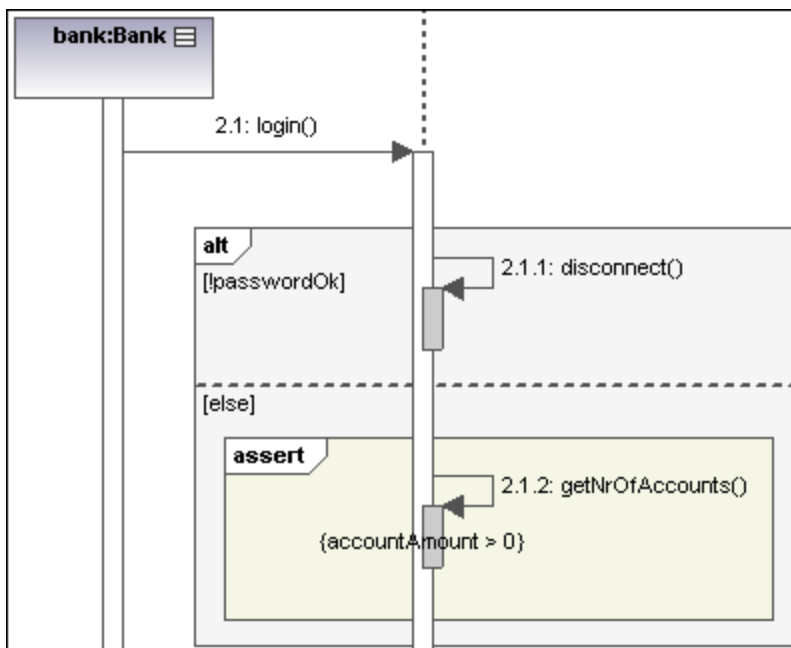 bank:Bank
2.1: login()
alt
2.1.1: disconnect()
[!passwordOk]
[else]
assert
2.1.2: getNrOfAccounts()
{accountAmount > 0}